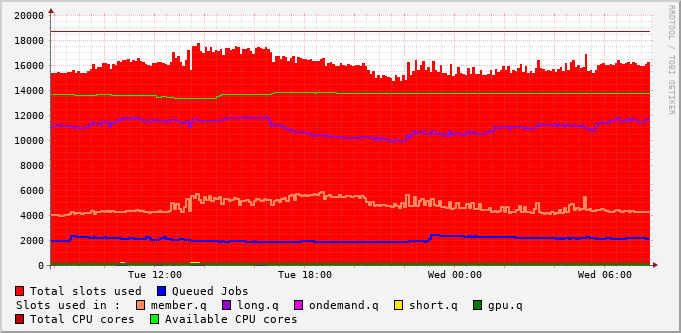 20000
18000
16000
14000
12000
10000
8000
6000
4000
2000
0
Tue 12:00 Tue 18:00 Wed 00:00 Wed 06:00
Total slots used Queued Jobs
Slots used in : member.q long.q ondemand.q short.q gpu.q
Total CPU cores Available CPU cores
RRDTOOL / TOBI OETIKER